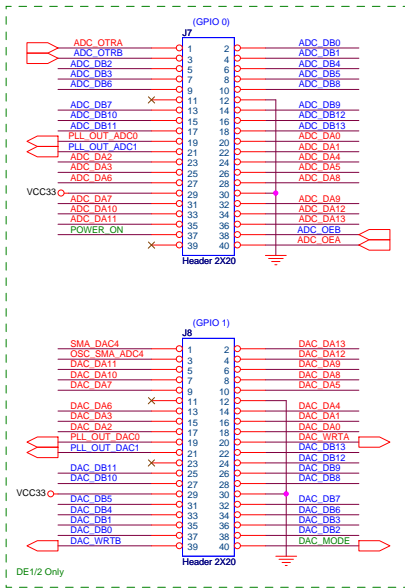 (GPIO 0)
J7
ADC_OTRA 1 2 ADC_DB0
ADC_OTRB 3 4 ADC_DB1
ADC_DB2 5 6 ADC_DB4
ADC_DB3 7 8 ADC_DB5
ADC_DB6 9 10 ADC_DB8
11 12
ADC_DB7 13 14 ADC_DB9
ADC_DB10 15 16 ADC_DB12
ADC_DB11 17 18 ADC_DB13
PLL_OUT_ADC0 19 20 ADC_DA0
PLL_OUT_ADC1 21 22 ADC_DA1
ADC_DA2 23 24 ADC_DA4
ADC_DA3 25 26 ADC_DA5
ADC_DA6 27 28 ADC_DA8
VCC33 29 30
ADC_DA7 31 32 ADC_DA9
ADC_DA10 33 34 ADC_DA12
ADC_DA11 35 36 ADC_DA13
POWER_ON 37 38 ADC_OEB
39 40 ADC_OEA
Header 2X20
(GPIO 1)
J8
SMA_DAC4 1 2 DAC_DA13
OSC_SMA_ADC4 3 4 DAC_DA12
DAC_DA11 5 6 DAC_DA9
DAC_DA10 7 8 DAC_DA8
DAC_DA7 9 10 DAC_DA5
11 12
DAC_DA6 13 14 DAC_DA4
DAC_DA3 15 16 DAC_DA1
DAC_DA2 17 18 DAC_DA0
PLL_OUT_DAC0 19 20 DAC_WRTA
PLL_OUT_DAC1 21 22 DAC_DB13
23 24 DAC_DB12
DAC_DB11 25 26 DAC_DB9
DAC_DB10 27 28 DAC_DB8
VCC33 29 30
DAC_DB5 31 32 DAC_DB7
DAC_DB4 33 34 DAC_DB6
DAC_DB1 35 36 DAC_DB3
DAC_DB0 37 38 DAC_DB2
DAC_WRTB 39 40 DAC_MODE
Header 2X20
DE1/2 Only